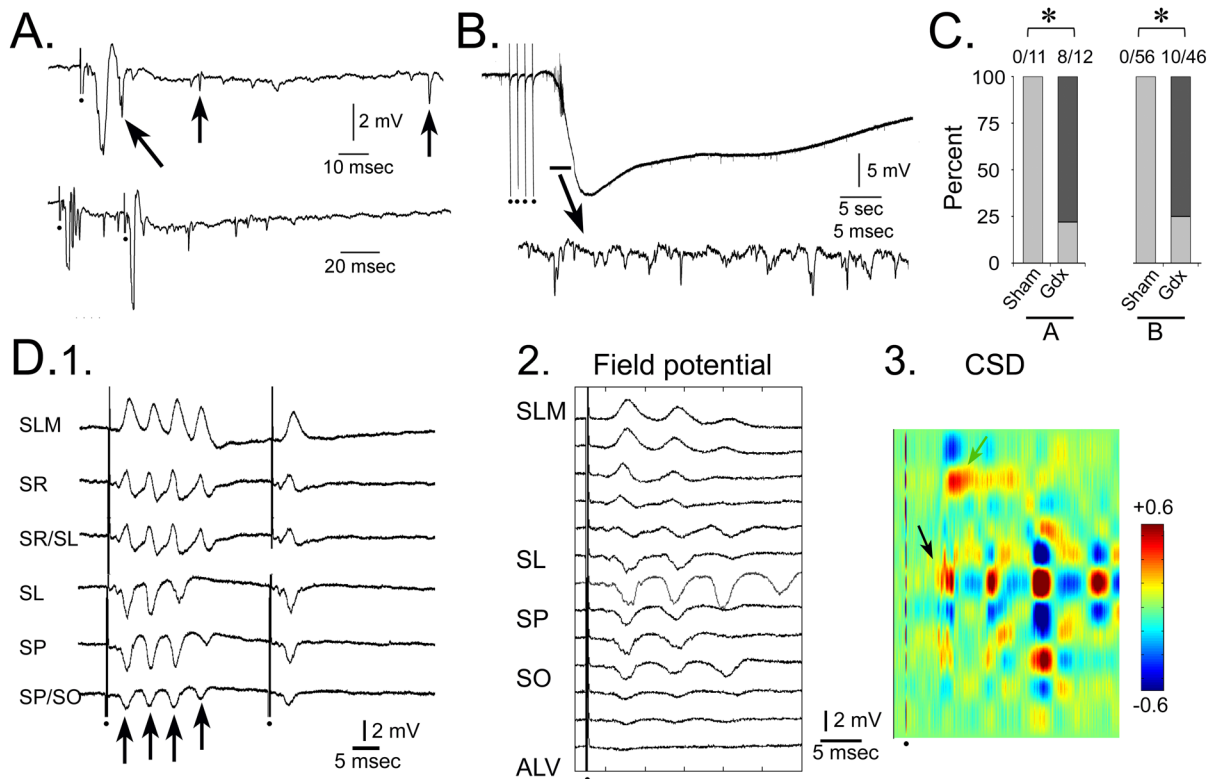 A.
2 mV
10 msec
20 msec
B.
5 mV
5 sec
5 msec
C.
* *
0/11 8/12 0/56 10/46
100
75
50
25
0
Percent
Sham Gdx Sham Gdx
A B
D.1.
SLM
SR
SR/SL
SL
SP
SP/SO
2 mV
5 msec
2. Field potential
SLM
SL
SP
SO
ALV
2 mV
5 msec
3. CSD
+0.6
-0.6